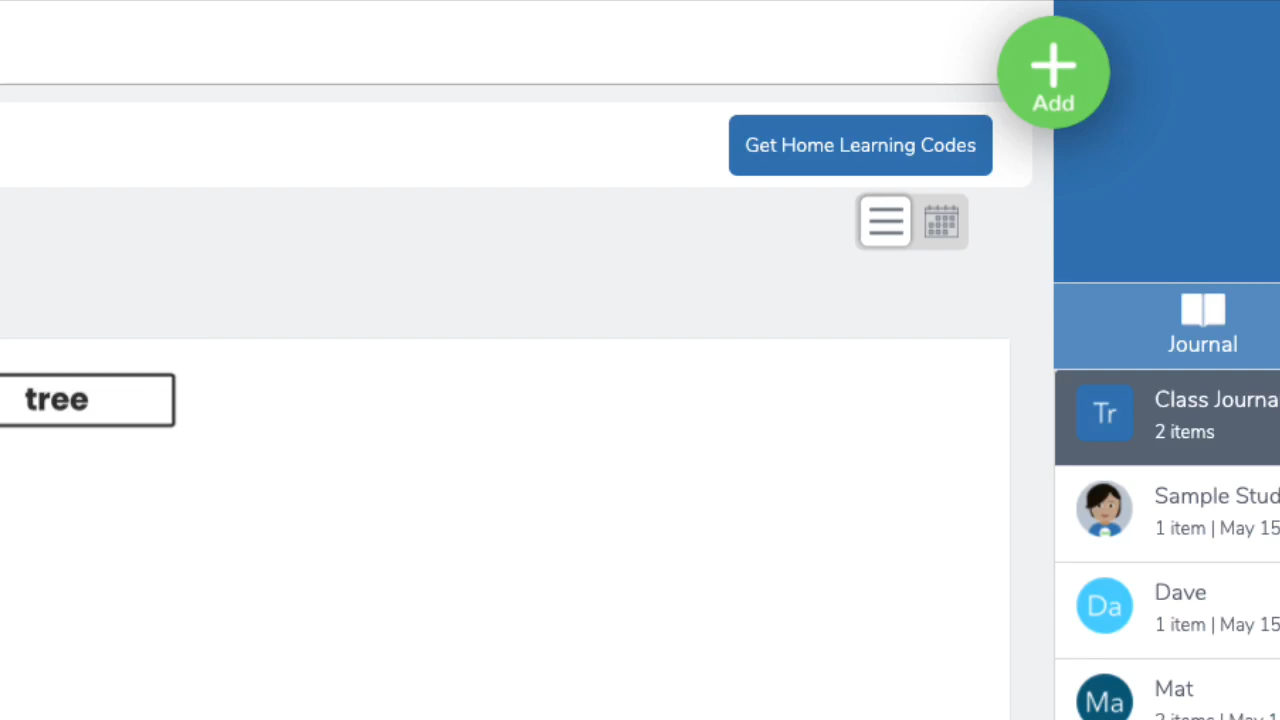 Add
Get Home Learning Codes
Journal
tree
Tr
Class Journa
2 items
Sample Stud
1 item | May 15
Da
Dave
1 item | May 15
Ma
Mat